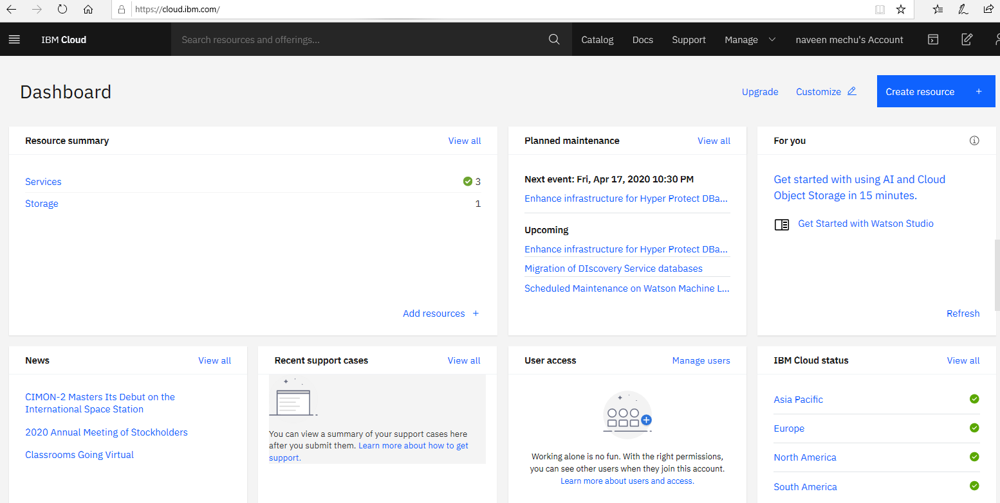 https://cloud.ibm.com/
IBM Cloud
Search resources and offerings...
Catalog
Docs
Support
Manage
naveen mechu's Account
Dashboard
Upgrade
Customize
Create resource +
Resource summary
View all
Services
3
Storage
1
Add resources +
Planned maintenance
View all
Next event: Fri, Apr 17, 2020 10:30 PM
Enhance infrastructure for Hyper Protect DBa...
Upcoming
Enhance infrastructure for Hyper Protect DBa...
Migration of DIscovery Service databases
Scheduled Maintenance on Watson Machine L...
For you
Get started with using AI and Cloud
Object Storage in 15 minutes.
Get Started with Watson Studio
Refresh
News
View all
CIMON-2 Masters Its Debut on the
International Space Station
2020 Annual Meeting of Stockholders
Classrooms Going Virtual
Recent support cases
View all
You can view a summary of your support cases here
after you submit them. Learn more about how to get
support.
User access
Manage users
Working alone is no fun. With the right permissions,
you can see other users when they join this account.
Learn more about users and access.
IBM Cloud status
View all
Asia Pacific
Europe
North America
South America